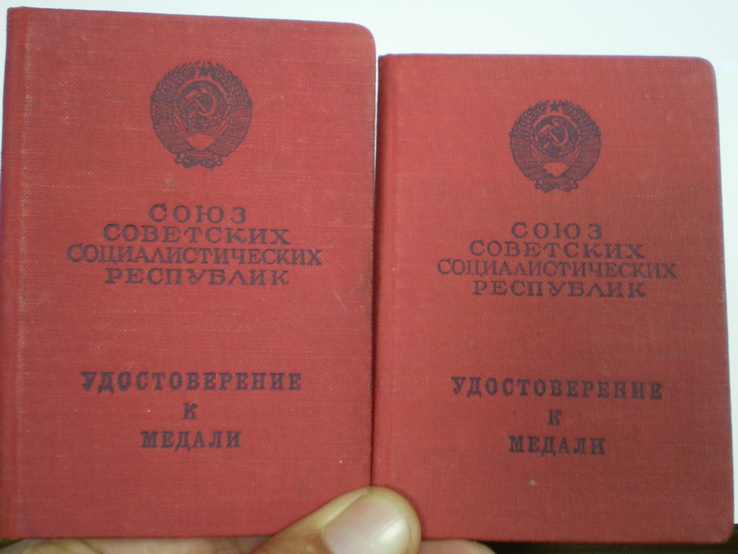 СОЮЗ
СОВЕТСКИХ
СОЦИАЛИСТИЧЕСКИХ
РЕСПУБЛИК
УДОСТОВЕРЕНИЕ
К
МЕДАЛИ
СОЮЗ
СОВЕТСКИХ
СОЦИАЛИСТИЧЕСКИХ
РЕСПУБЛИК
УДОСТОВЕРЕНИЕ
К
МЕДАЛИ